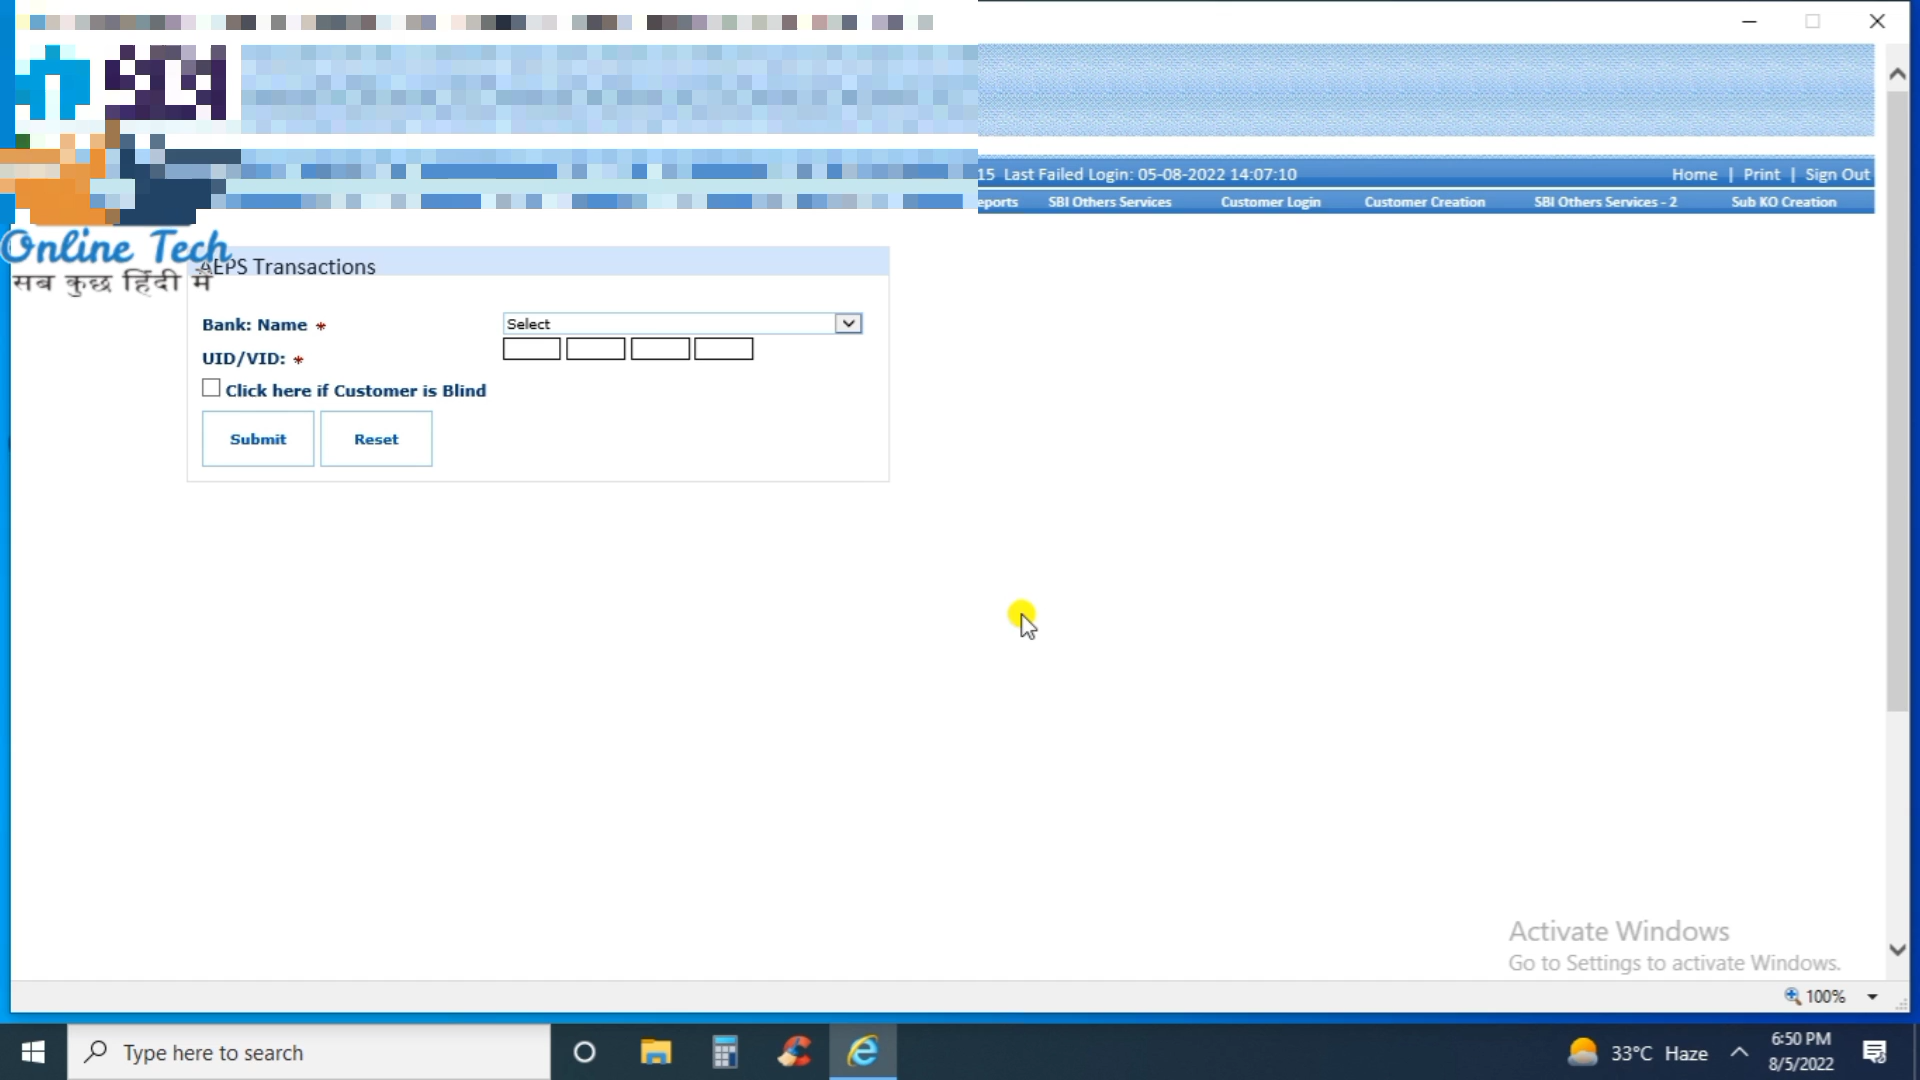 15 Last Failed Login: 05-08-2022 14:07:10 Home | Print | Sign Out
eports SBI Others Services Customer Login Customer Creation SBI Others Services - 2 Sub KO Creation
Online Tech
सब कुछ हिंदी में
AEPS Transactions
Bank: Name * Select
UID/VID: *
Click here if Customer is Blind
Submit Reset
Activate Windows
Go to Settings to activate Windows.
100%
Type here to search
33°C Haze
6:50 PM
8/5/2022